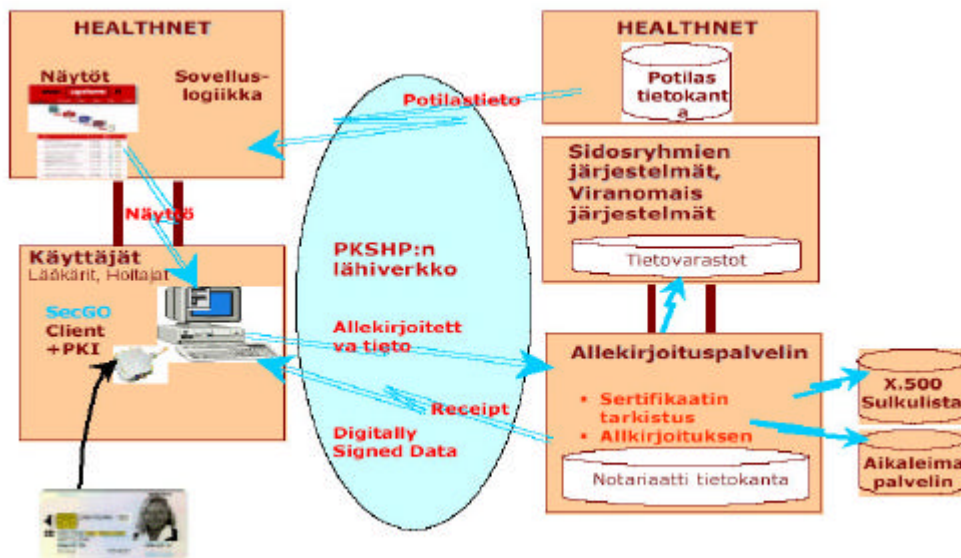 HEALTHNET
Näytöt
Sovellus-
logiikka
Näyttö
Käyttäjät
Lääkärit, Hoitajat
SecGO
Client
+PKI
Potilastieto
PKSHP:n
lähiverkko
Allekirjoitett
va tieto
Receipt
Digitally
Signed Data
HEALTHNET
Potilas
tietokant
a
Sidosryhmien
järjestelmät,
Viranomais
järjestelmät
Tietovarastot
Allekirjoituspalvelin
• Sertifikaatin
tarkistus
• Allkirjoituksen
Notariaatti tietokanta
X.500
Sulkulista
Aikaleima
palvelin